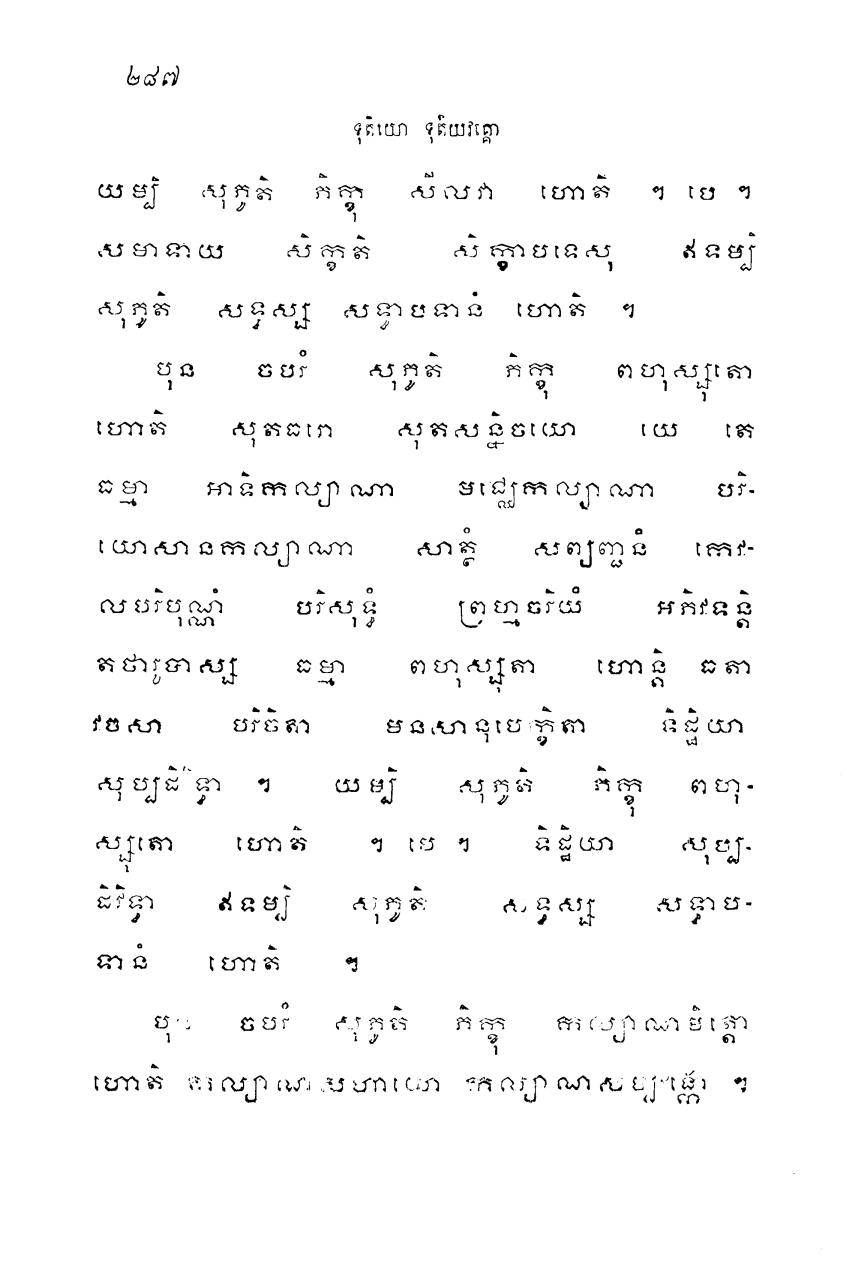 ២៨៧
ទុតិយោ ទុតិយវគ្គោ
យម្បិ សុភូតិ ភិក្ខុ សីលវា ហោតិ ។ បេ ។
សមាទាយ សិក្ខតិ សិក្ខាបទេសុ ឥទម្បិ
សុភូតិ សទ្ធស្ស សទ្ធាបទានំ ហោតិ ។
បុន ចបរំ សុភូតិ ភិក្ខុ ពហុស្សុតោ
ហោតិ សុតធរោ សុតសន្និចយោ យេ តេ
ធម្មា អាទិកល្យាណា មជ្ឈេកល្យាណា បរិ-
យោសានកល្យាណា សាត្ថំ សព្យញ្ជនំ កេវ-
លបរិបុណ្ណំ បរិសុទ្ធំ ព្រហ្មចរិយំ អភិវទន្តិ
តថារូបាស្ស ធម្មា ពហុស្សុតា ហោន្តិ ធតា
វចសា បរិចិតា មនសានុបេក្ខិតា ទិដ្ឋិយា
សុប្បដិវិទ្ធា ។ យម្បិ សុភូតិ ភិក្ខុ ពហុ-
ស្សុតោ ហោតិ ។ បេ ។ ទិដ្ឋិយា សុប្ប-
ដិវិទ្ធា ឥទម្បិ សុភូតិ សទ្ធស្ស សទ្ធាប-
ទានំ ហោតិ ។
បុន ចបរំ សុភូតិ ភិក្ខុ កល្យាណមិត្តោ
ហោតិ កល្យាណសហាយោ កល្យាណសម្បវង្កោ ។